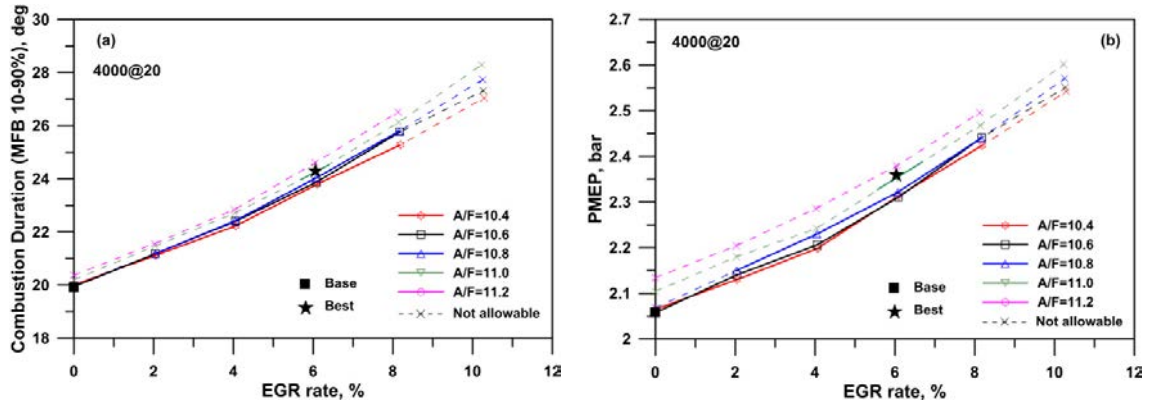 Combustion Duration (MFB 10-90%), deg
30
28
26
24
22
20
18
(a)
4000@20
A/F=10.4
A/F=10.6
A/F=10.8
A/F=11.0
A/F=11.2
Not allowable
Base
Best
0 2 4 6 8 10 12
EGR rate, %
PMEP, bar
2.7
2.6
2.5
2.4
2.3
2.2
2.1
2
4000@20
(b)
A/F=10.4
A/F=10.6
A/F=10.8
A/F=11.0
A/F=11.2
Not allowable
Base
Best
0 2 4 6 8 10 12
EGR rate, %